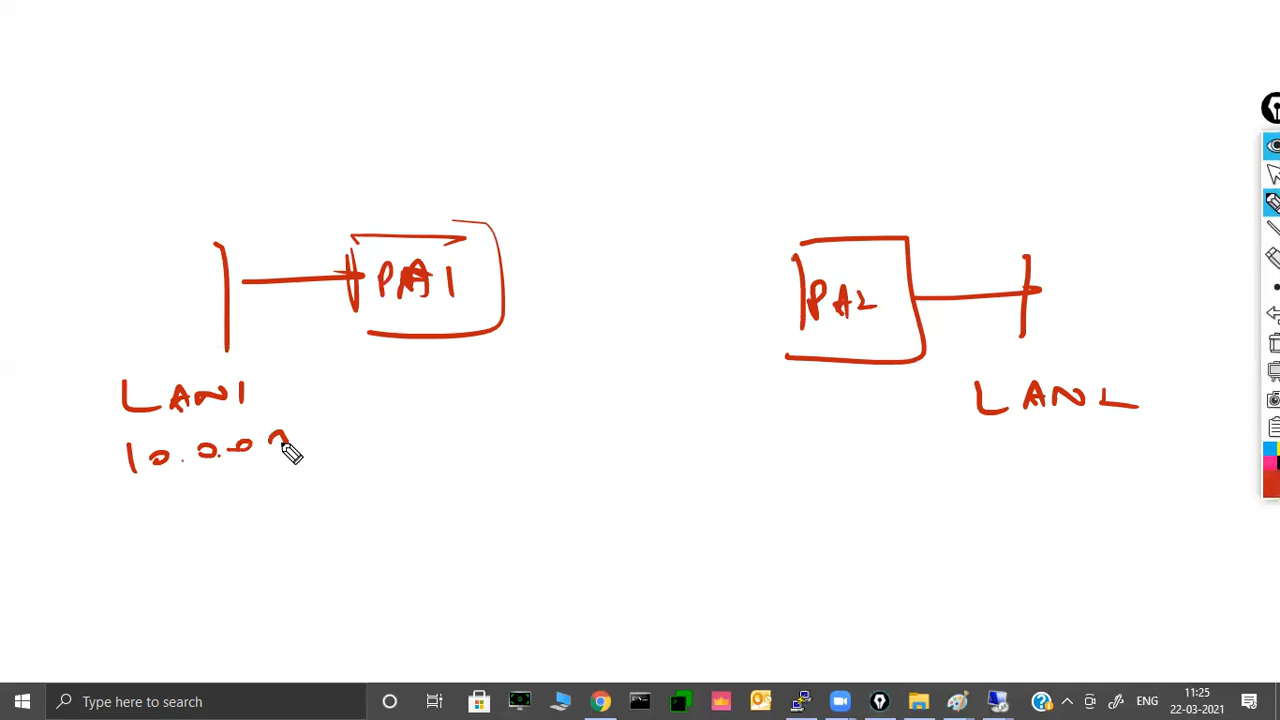 PA1
PA2
LAN1
LAN2
10.0.0
Type here to search
ENG
11:25
22-03-2021